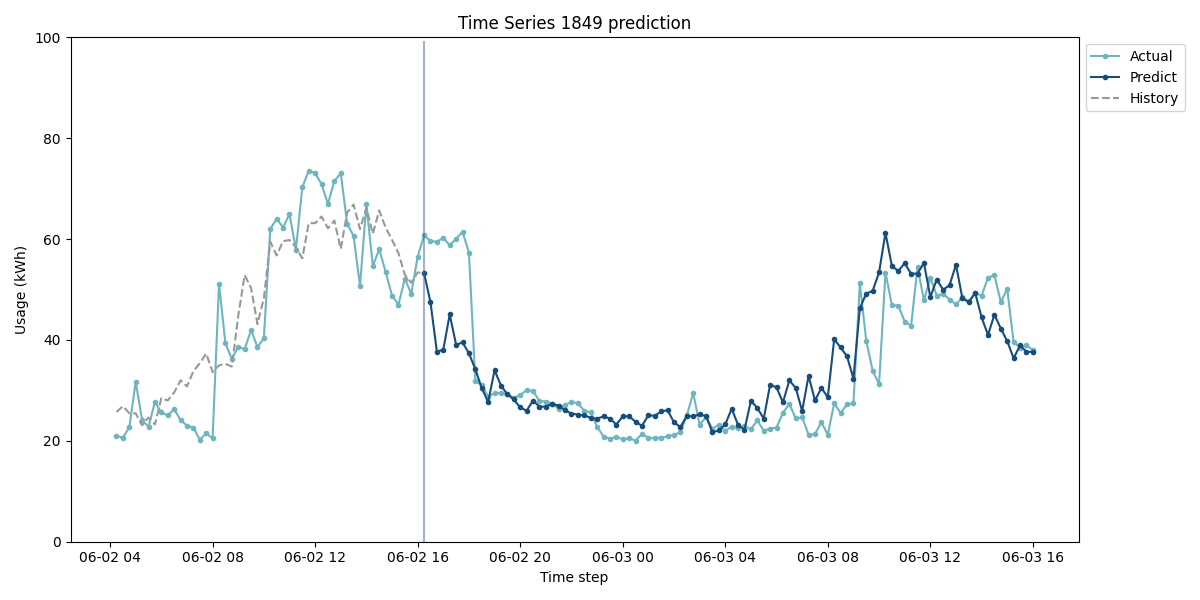 Time Series 1849 prediction
Usage (kWh)
100
80
60
40
20
0
Actual
Predict
History
06-02 04 06-02 08 06-02 12 06-02 16 06-02 20 06-03 00 06-03 04 06-03 08 06-03 12 06-03 16
Time step